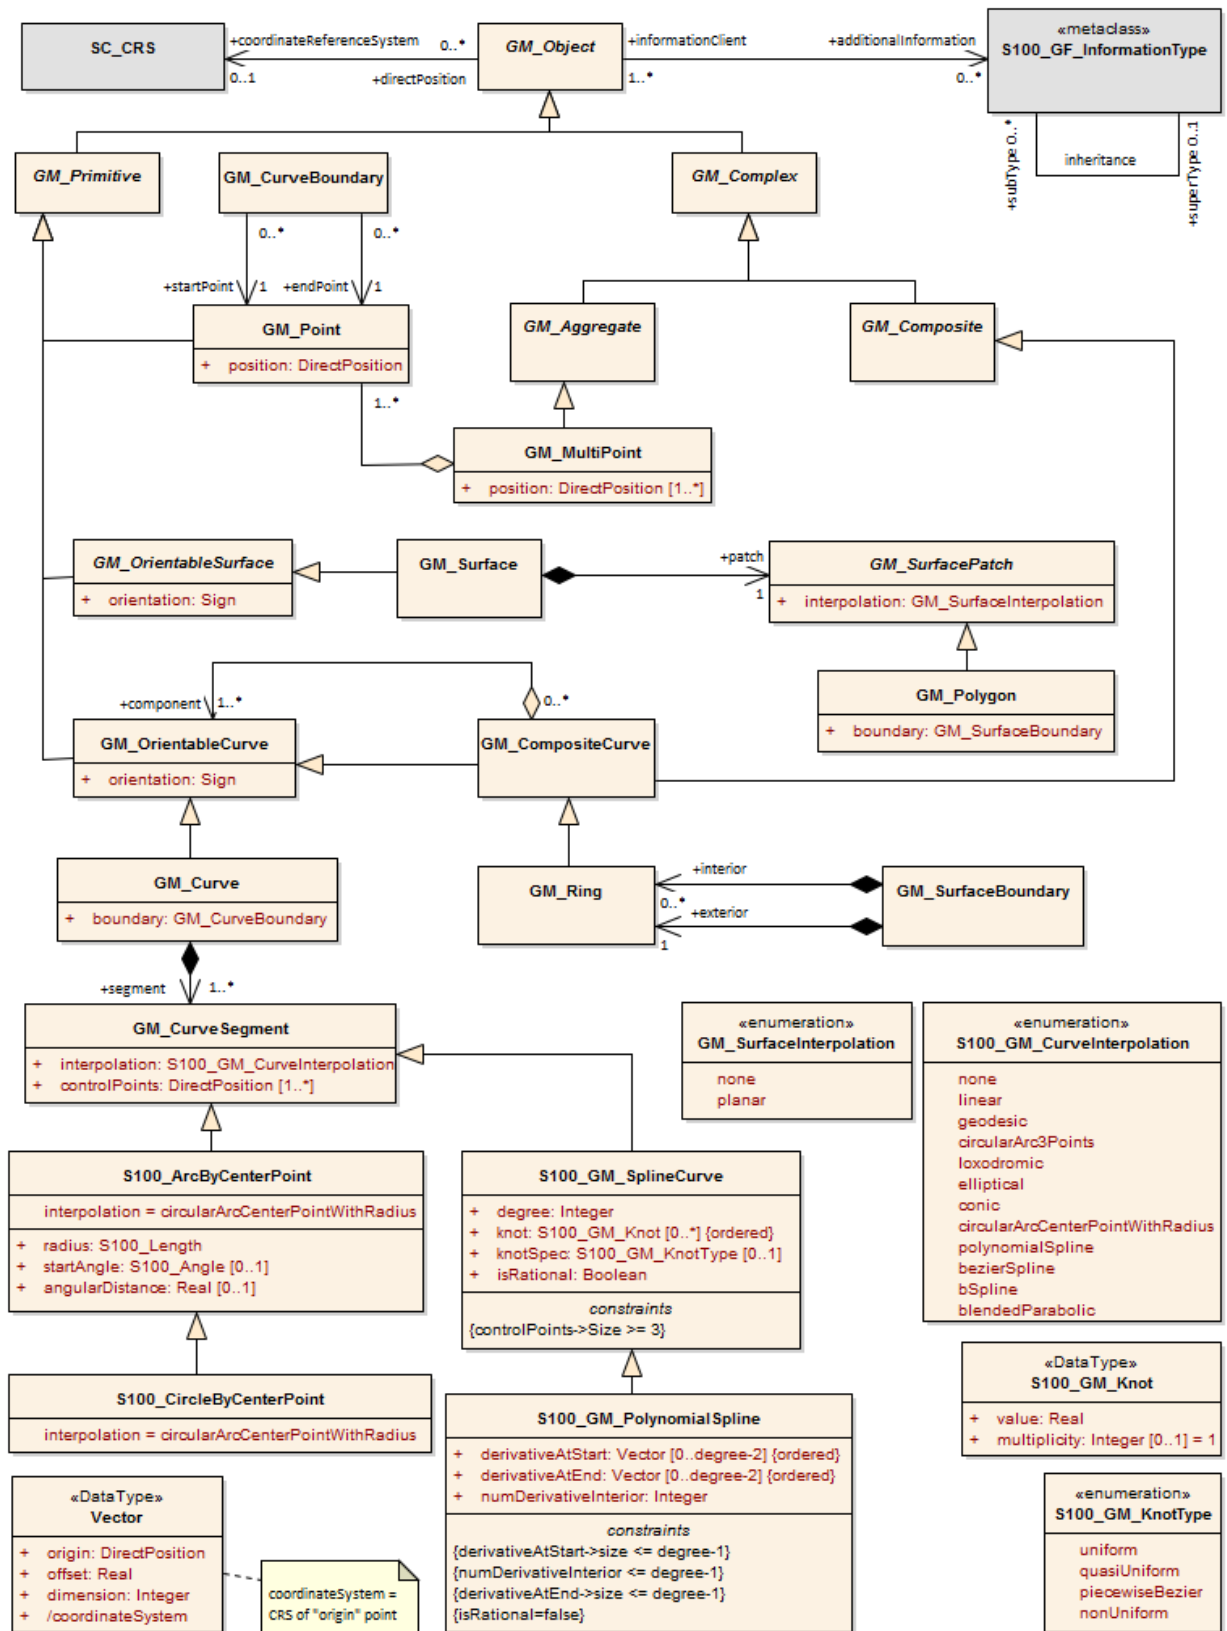 SC_CRS
+coordinateReferenceSystem
0..*
0..1
+directPosition
GM_Object
+informationClient
1..*
+additionalInformation
0..*
«metaclass»
S100_GF_InformationType
+subType 0..*
inheritance
+superType 0..1
GM_Primitive
GM_CurveBoundary
GM_Complex
0..*
0..*
+startPoint
1
+endPoint
1
GM_Point
+ position: DirectPosition
GM_Aggregate
GM_Composite
1..*
GM_MultiPoint
+ position: DirectPosition [1..*]
GM_OrientableSurface
+ orientation: Sign
GM_Surface
+patch
1
GM_SurfacePatch
+ interpolation: GM_SurfaceInterpolation
GM_Polygon
+ boundary: GM_SurfaceBoundary
+component
1..*
0..*
GM_OrientableCurve
+ orientation: Sign
GM_CompositeCurve
GM_Curve
+ boundary: GM_CurveBoundary
GM_Ring
+interior
0..*
+exterior
1
GM_SurfaceBoundary
+segment
1..*
GM_CurveSegment
+ interpolation: S100_GM_CurveInterpolation
+ controlPoints: DirectPosition [1..*]
«enumeration»
GM_SurfaceInterpolation
none
planar
«enumeration»
S100_GM_CurveInterpolation
none
linear
geodesic
circularArc3Points
loxodromic
elliptical
conic
circularArcCenterPointWithRadius
polynomialSpline
bezierSpline
bSpline
blendedParabolic
S100_ArcByCenterPoint
interpolation = circularArcCenterPointWithRadius
+ radius: S100_Length
+ startAngle: S100_Angle [0..1]
+ angularDistance: Real [0..1]
S100_GM_SplineCurve
+ degree: Integer
+ knot: S100_GM_Knot [0..*] {ordered}
+ knotSpec: S100_GM_KnotType [0..1]
+ isRational: Boolean
constraints
{controlPoints->Size >= 3}
S100_CircleByCenterPoint
interpolation = circularArcCenterPointWithRadius
S100_GM_PolynomialSpline
+ derivativeAtStart: Vector [0..degree-2] {ordered}
+ derivativeAtEnd: Vector [0..degree-2] {ordered}
+ numDerivativeInterior: Integer
constraints
{derivativeAtStart->size <= degree-1}
{numDerivativeInterior <= degree-1}
{derivativeAtEnd->size <= degree-1}
{isRational=false}
«DataType»
S100_GM_Knot
+ value: Real
+ multiplicity: Integer [0..1] = 1
«DataType»
Vector
+ origin: DirectPosition
+ offset: Real
+ dimension: Integer
+ /coordinateSystem
coordinateSystem =
CRS of "origin" point
«enumeration»
S100_GM_KnotType
uniform
quasiUniform
piecewiseBezier
nonUniform